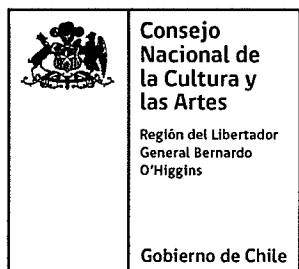 Consejo
Nacional de
la Cultura y
las Artes
Región del Libertador
General Bernardo
O'Higgins
Gobierno de Chile